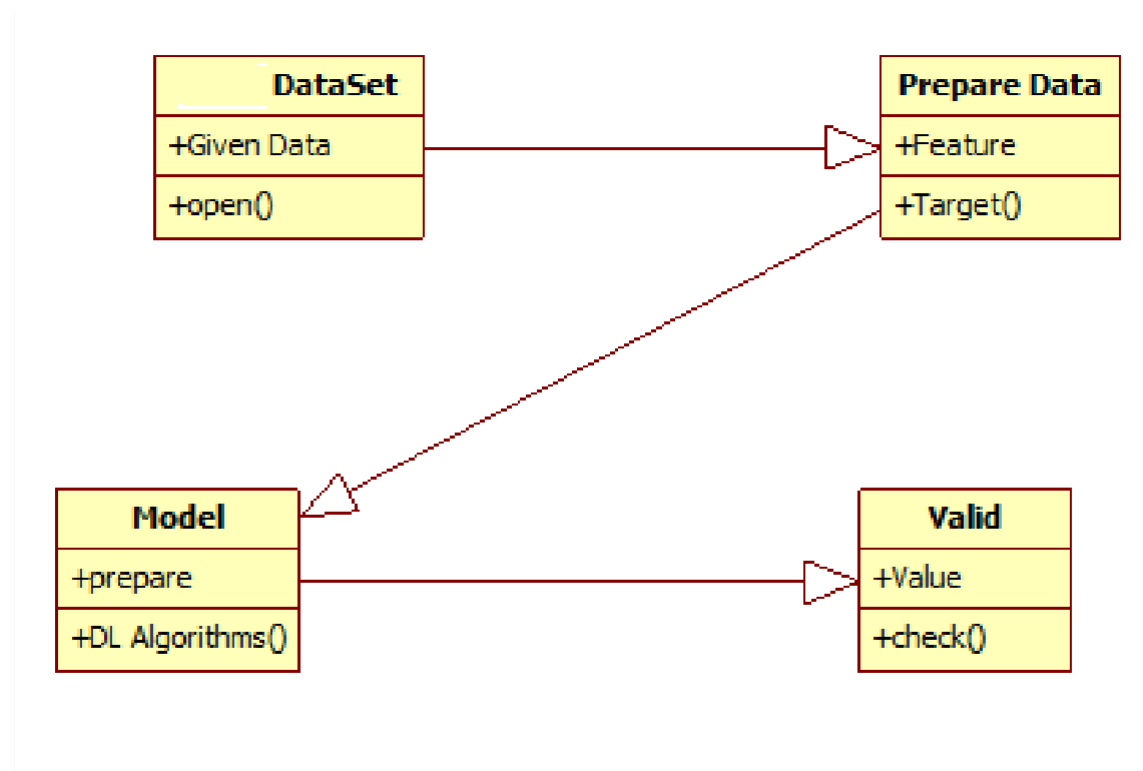 DataSet
+Given Data
+open()
Prepare Data
+Feature
+Target()
Model
+prepare
+DL Algorithms()
Valid
+Value
+check()